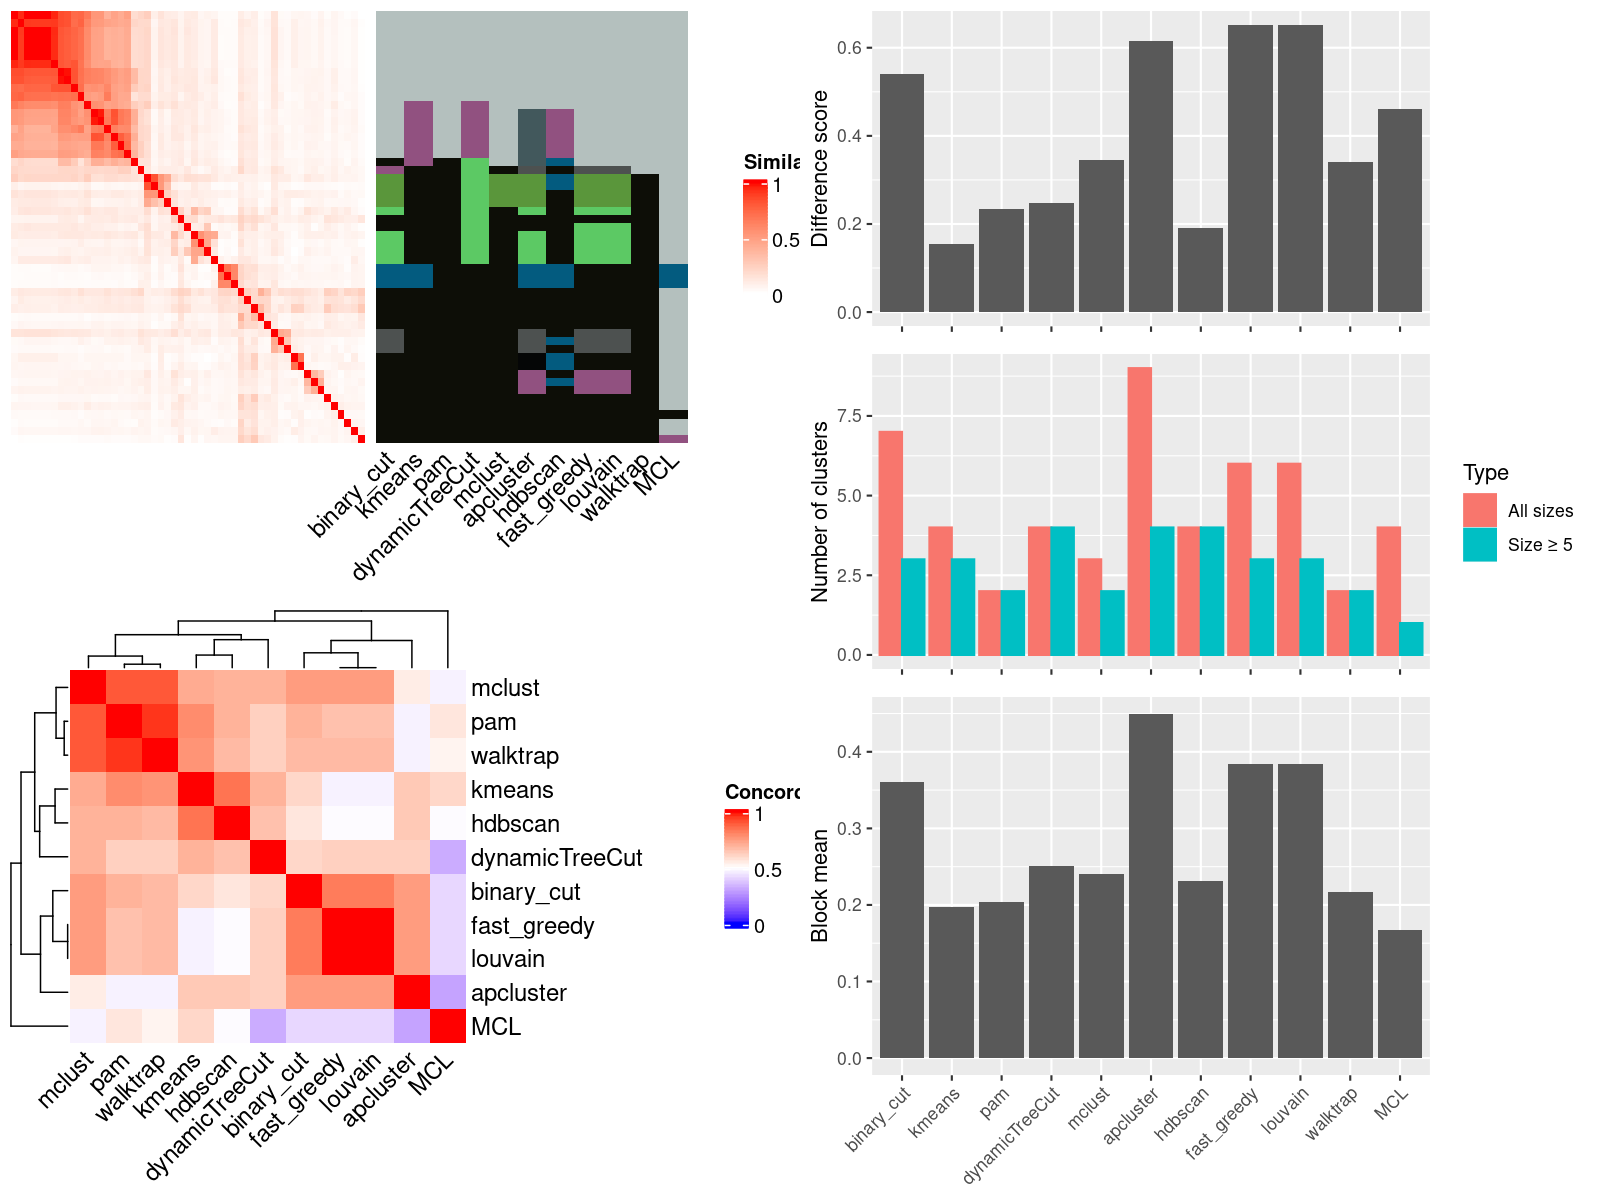 Simila
1
0.5
0
binary_cut
kmeans
pam
dynamicTreeCut
mclust
apcluster
hdbscan
fast_greedy
louvain
walktrap
MCL
Difference score
0.6
0.4
0.2
0.0
Number of clusters
7.5
5.0
2.5
0.0
Type
All sizes
Size ≥ 5
mclust
pam
walktrap
kmeans
hdbscan
dynamicTreeCut
binary_cut
fast_greedy
louvain
apcluster
MCL
mclust
pam
walktrap
kmeans
hdbscan
dynamicTreeCut
binary_cut
fast_greedy
louvain
apcluster
MCL
Concord
1
0.5
0
Block mean
0.4
0.3
0.2
0.1
0.0
binary_cut
kmeans
pam
dynamicTreeCut
mclust
apcluster
hdbscan
fast_greedy
louvain
walktrap
MCL